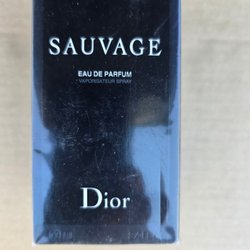 SAUVAGE
EAU DE PARFUM
VAPORISATEUR SPRAY
Dior